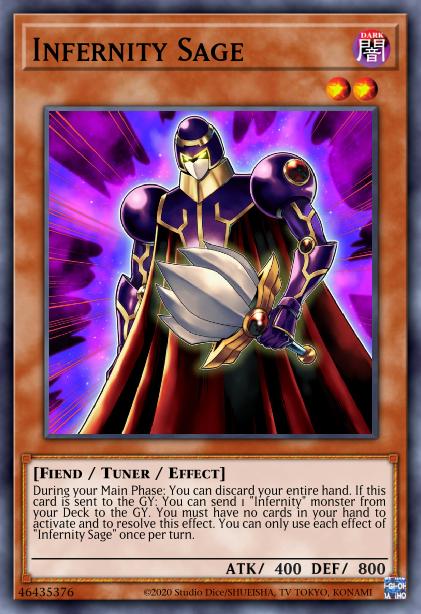 INFERNITY SAGE
DARK
闇
[FIEND / TUNER / EFFECT]
During your Main Phase: You can discard your entire hand. If this
card is sent to the GY: You can send 1 "Infernity" monster from
your Deck to the GY. You must have no cards in your hand to
activate and to resolve this effect. You can only use each effect of
"Infernity Sage" once per turn.
ATK/ 400 DEF/ 800
46435376
©2020 Studio Dice/SHUEISHA, TV TOKYO, KONAMI